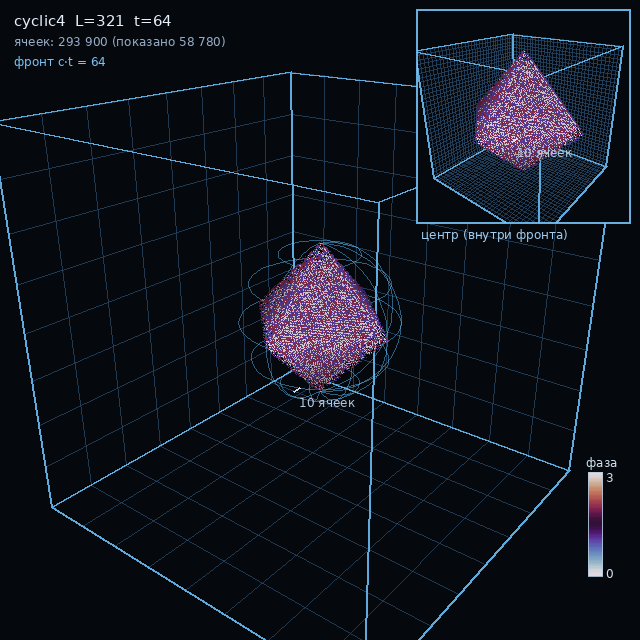 cyclic4  L=321  t=64
ячеек: 293 900 (показано 58 780)
фронт c·t = 64
10 ячеек
центр (внутри фронта)
10 ячеек
фаза
3
0